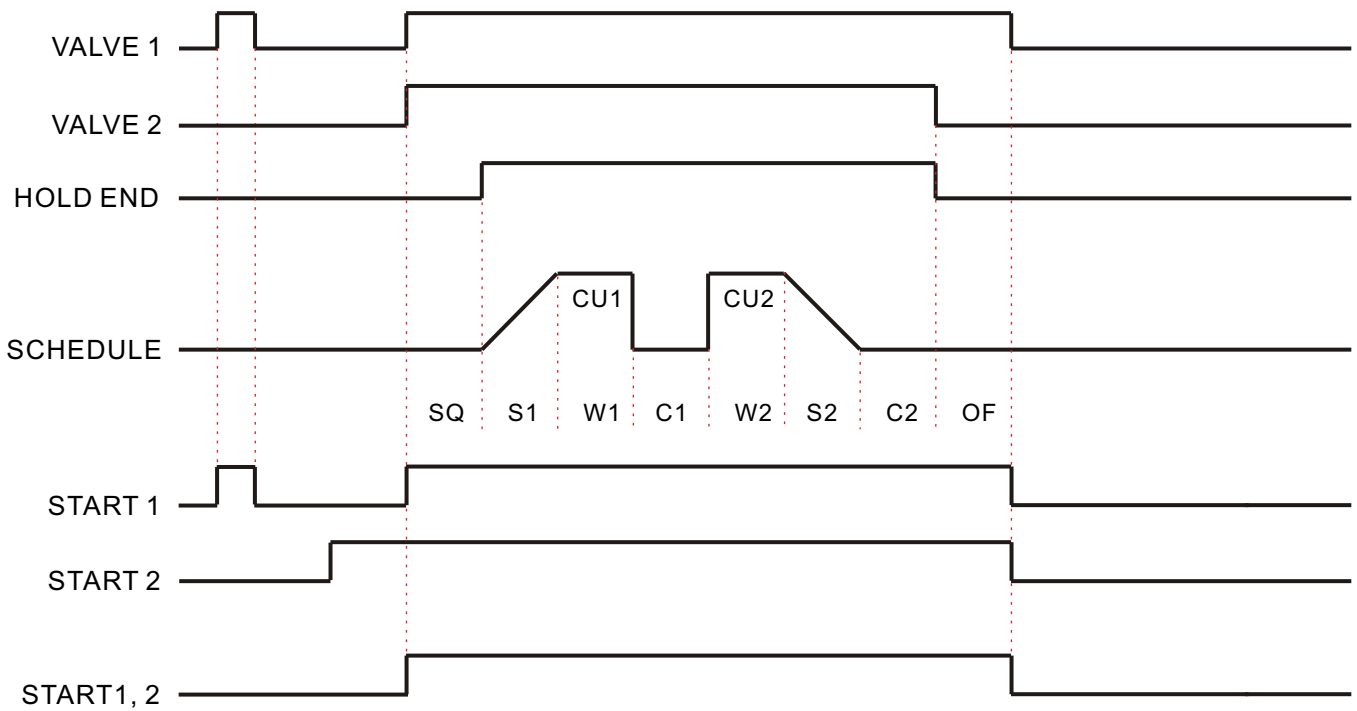 VALVE 1
VALVE 2
HOLD END
CU1 CU2
SCHEDULE
SQ S1 W1 C1 W2 S2 C2 OF
START 1
START 2
START1, 2